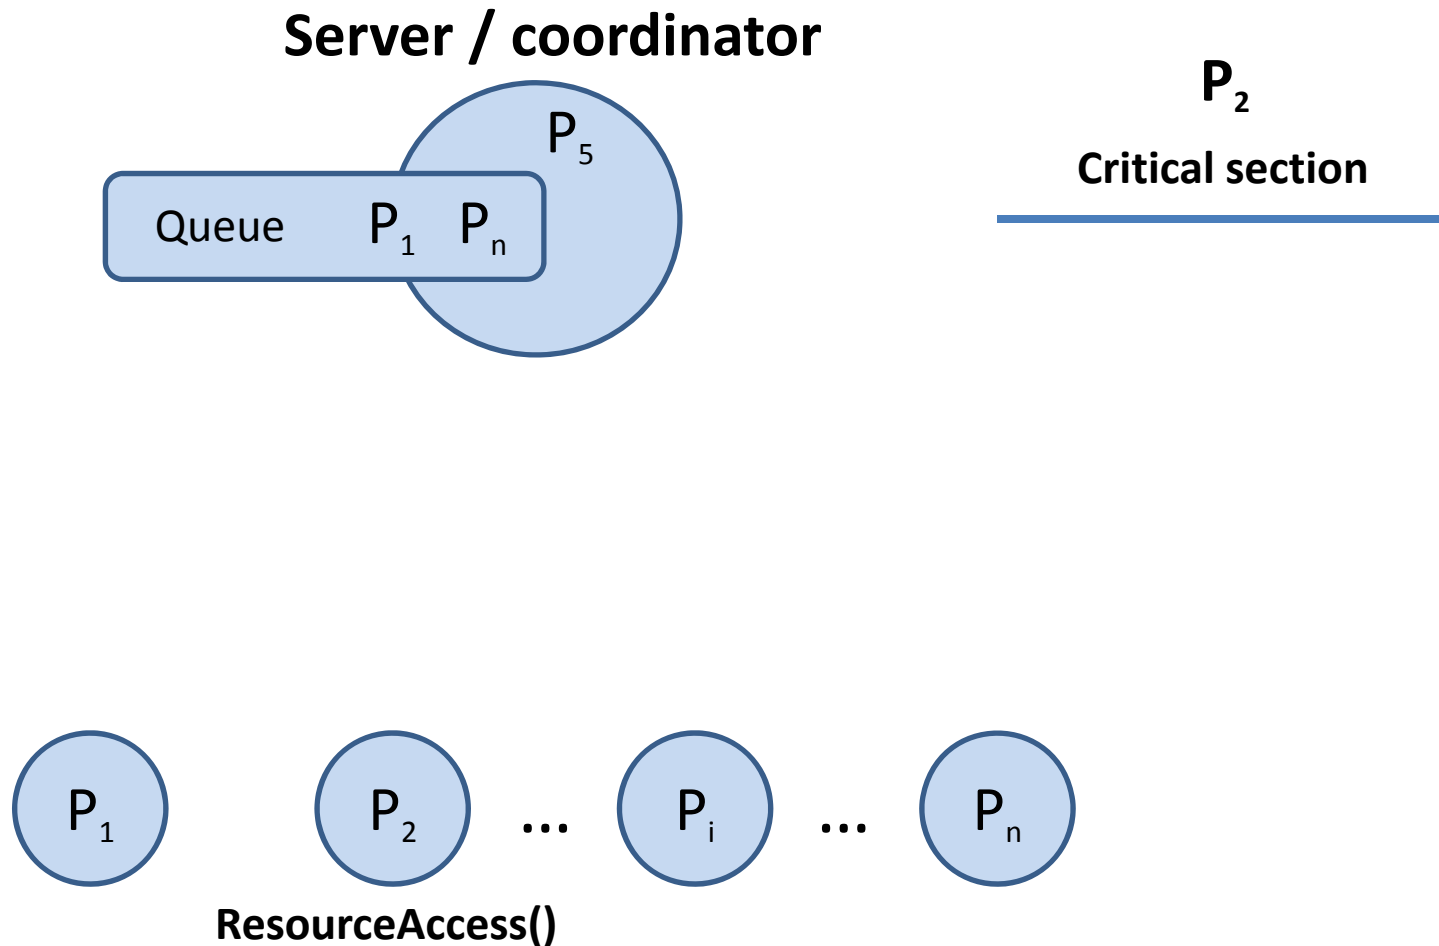 Server / coordinator
P₂
Critical section
P₅
Queue P₁ Pₙ
P₁ P₂ ... Pᵢ ... Pₙ
ResourceAccess()